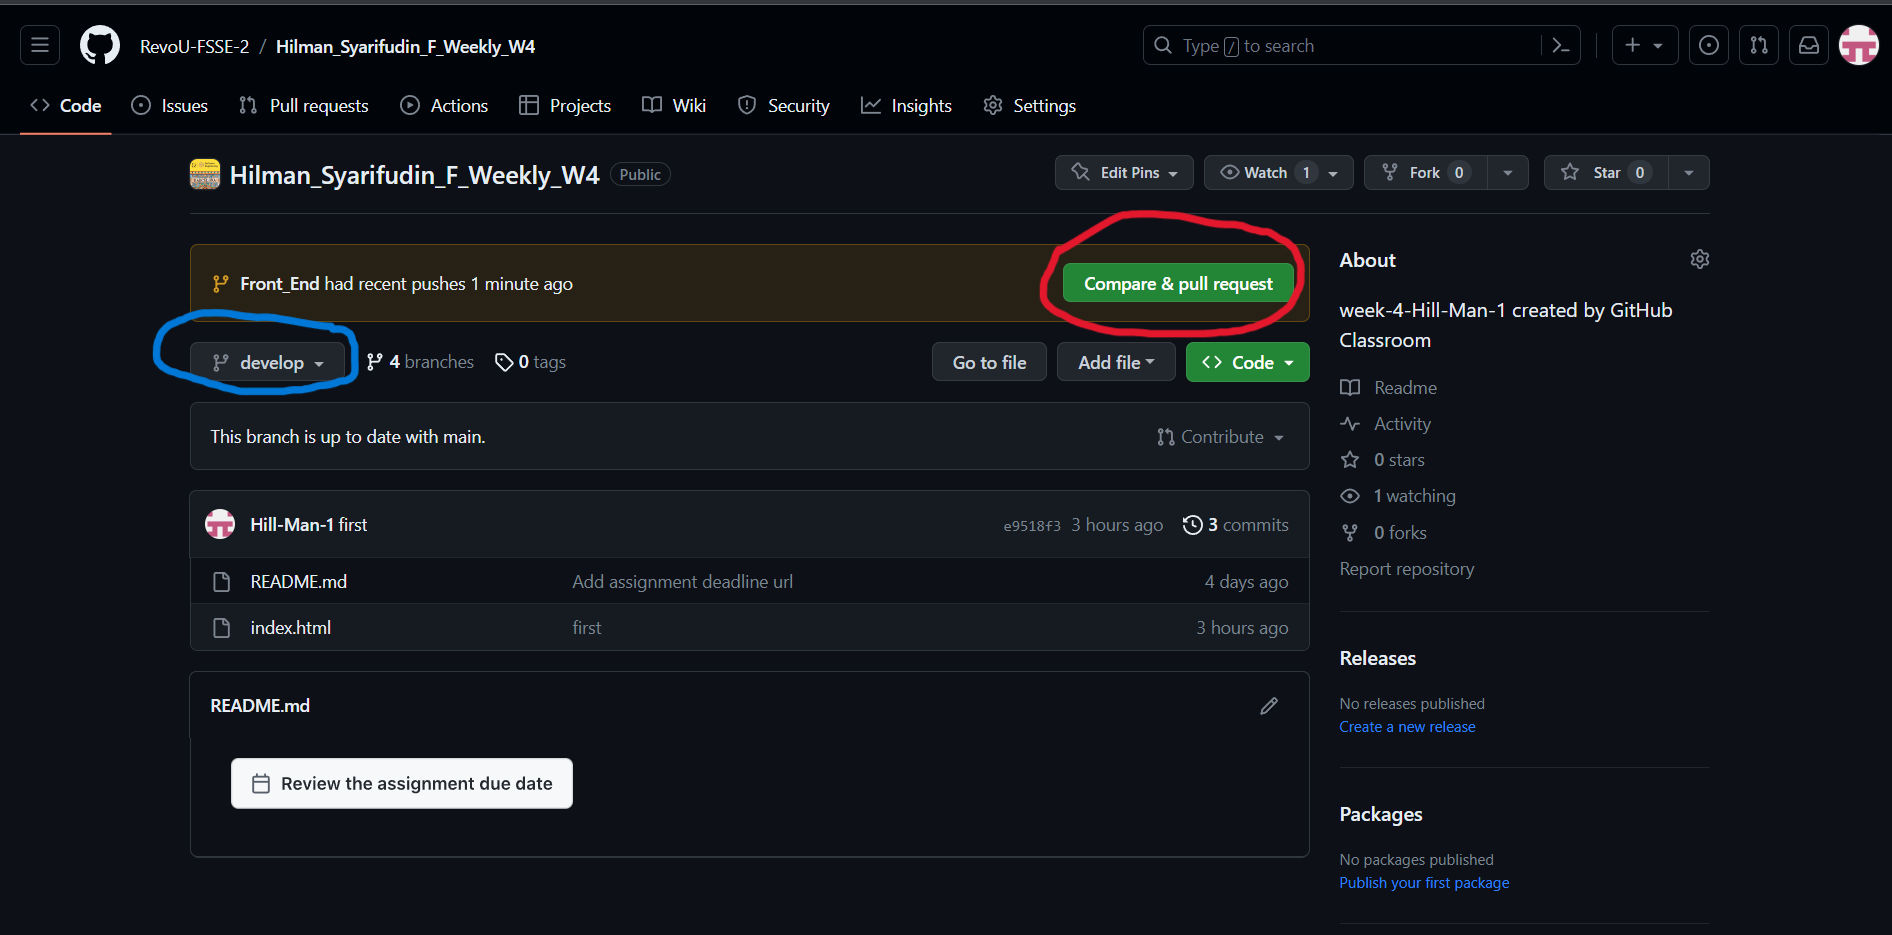 RevoU-FSSE-2 / Hilman_Syarifudin_F_Weekly_W4
Type / to search
Code Issues Pull requests Actions Projects Wiki Security Insights Settings
Hilman_Syarifudin_F_Weekly_W4 Public
Edit Pins Watch 1 Fork 0 Star 0
Front_End had recent pushes 1 minute ago
Compare & pull request
develop 4 branches 0 tags
Go to file Add file Code
This branch is up to date with main.
Contribute
Hill-Man-1 first e9518f3 3 hours ago 3 commits
README.md Add assignment deadline url 4 days ago
index.html first 3 hours ago
README.md
Review the assignment due date
About
week-4-Hill-Man-1 created by GitHub
Classroom
Readme
Activity
0 stars
1 watching
0 forks
Report repository
Releases
No releases published
Create a new release
Packages
No packages published
Publish your first package